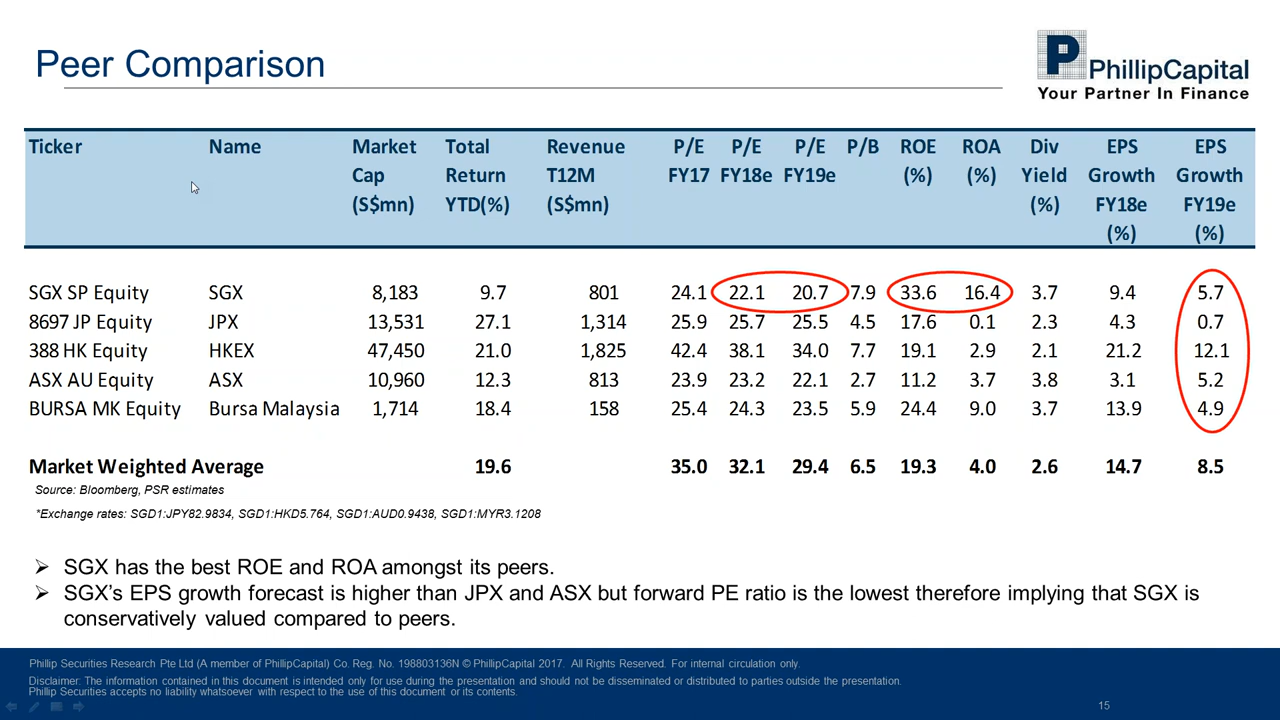 Peer Comparison
P PhillipCapital
Your Partner In Finance
Ticker Name Market Total Revenue P/E P/E P/E P/B ROE ROA Div EPS EPS
Cap Return T12M FY17 FY18e FY19e (%) (%) Yield Growth Growth
(S$mn) YTD(%) (S$mn) (%) FY18e FY19e
(%) (%)
SGX SP Equity SGX 8,183 9.7 801 24.1 22.1 20.7 7.9 33.6 16.4 3.7 9.4 5.7
8697 JP Equity JPX 13,531 27.1 1,314 25.9 25.7 25.5 4.5 17.6 0.1 2.3 4.3 0.7
388 HK Equity HKEX 47,450 21.0 1,825 42.4 38.1 34.0 7.7 19.1 2.9 2.1 21.2 12.1
ASX AU Equity ASX 10,960 12.3 813 23.9 23.2 22.1 2.7 11.2 3.7 3.8 3.1 5.2
BURSA MK Equity Bursa Malaysia 1,714 18.4 158 25.4 24.3 23.5 5.9 24.4 9.0 3.7 13.9 4.9
Market Weighted Average 19.6 35.0 32.1 29.4 6.5 19.3 4.0 2.6 14.7 8.5
Source: Bloomberg, PSR estimates
*Exchange rates: SGD1:JPY82.9834, SGD1:HKD5.764, SGD1:AUD0.9438, SGD1:MYR3.1208
➢ SGX has the best ROE and ROA amongst its peers.
➢ SGX's EPS growth forecast is higher than JPX and ASX but forward PE ratio is the lowest therefore implying that SGX is
conservatively valued compared to peers.
Phillip Securities Research Pte Ltd (A member of PhillipCapital) Co. Reg. No. 198803136N © PhillipCapital 2017. All Rights Reserved. For internal circulation only.
Disclaimer: The information contained in this document is intended only for use during the presentation and should not be disseminated or distributed to parties outside the presentation.
Phillip Securities accepts no liability whatsoever with respect to the use of this document or its contents.
15